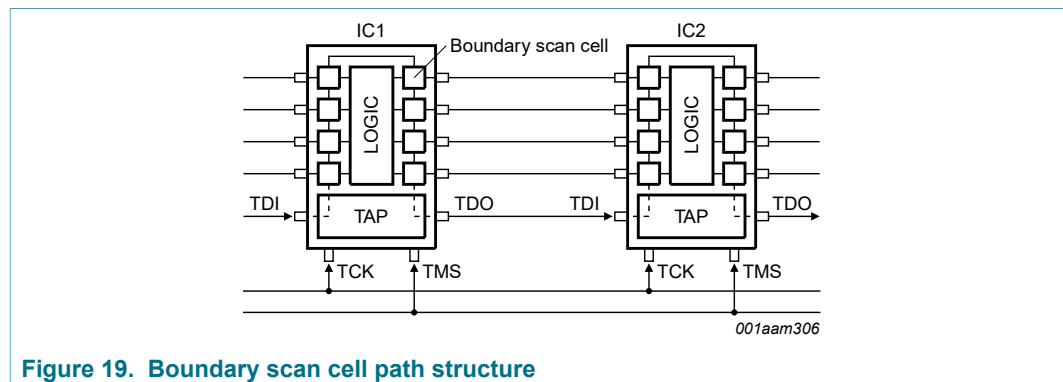 IC1
IC2
Boundary scan cell
LOGIC
LOGIC
TDI
TAP
TDO
TDI
TAP
TDO
TCK
TMS
TCK
TMS
001aam306
Figure 19. Boundary scan cell path structure